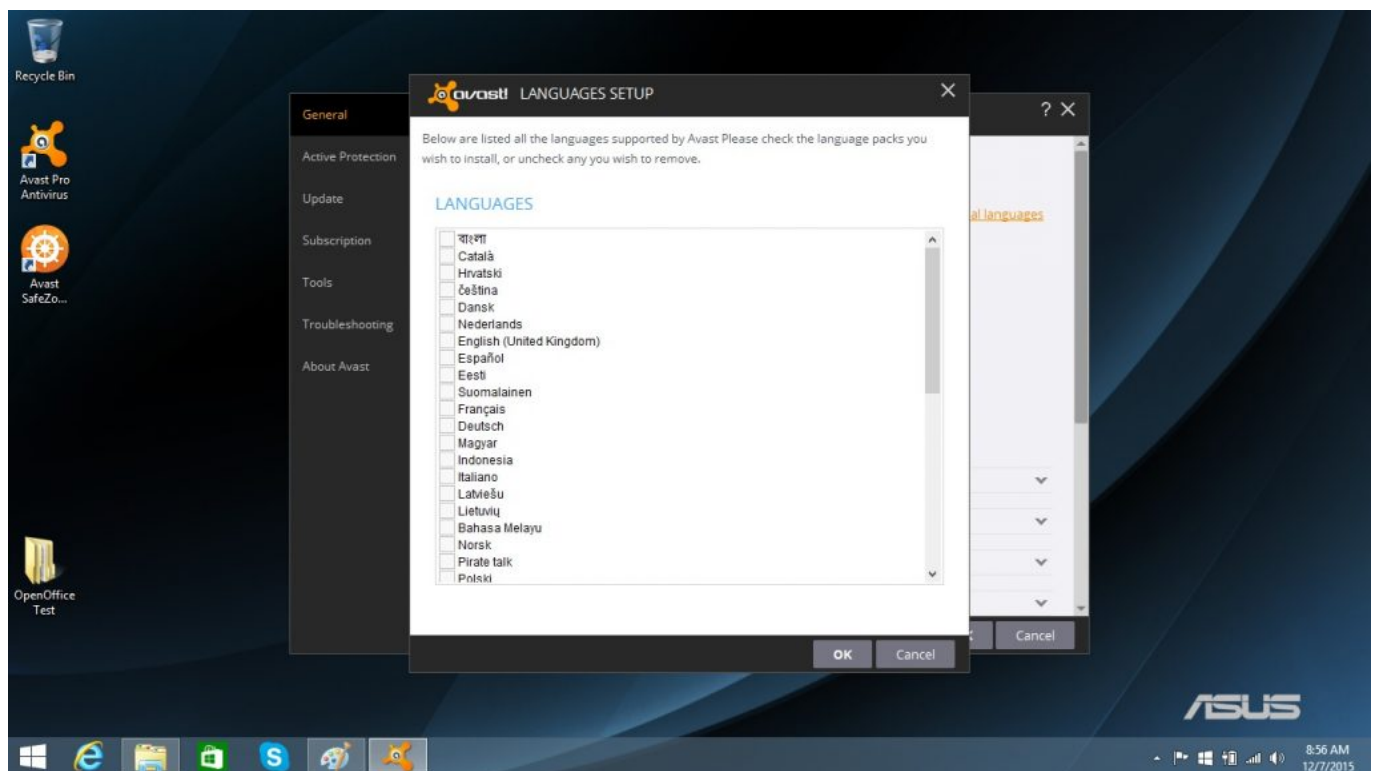 Recycle Bin
Avast Pro
Antivirus
Avast
SafeZo...
OpenOffice
Test
General
Active Protection
Update
Subscription
Tools
Troubleshooting
About Avast
avast! LANGUAGES SETUP
Below are listed all the languages supported by Avast Please check the language packs you
wish to install, or uncheck any you wish to remove.
LANGUAGES
বাংলা
Català
Hrvatski
čeština
Dansk
Nederlands
English (United Kingdom)
Español
Eesti
Suomalainen
Français
Deutsch
Magyar
Indonesia
Italiano
Latviešu
Lietuvių
Bahasa Melayu
Norsk
Pirate talk
Polski
OK Cancel
?
al languages
Cancel
ASUS
8:56 AM
12/7/2015